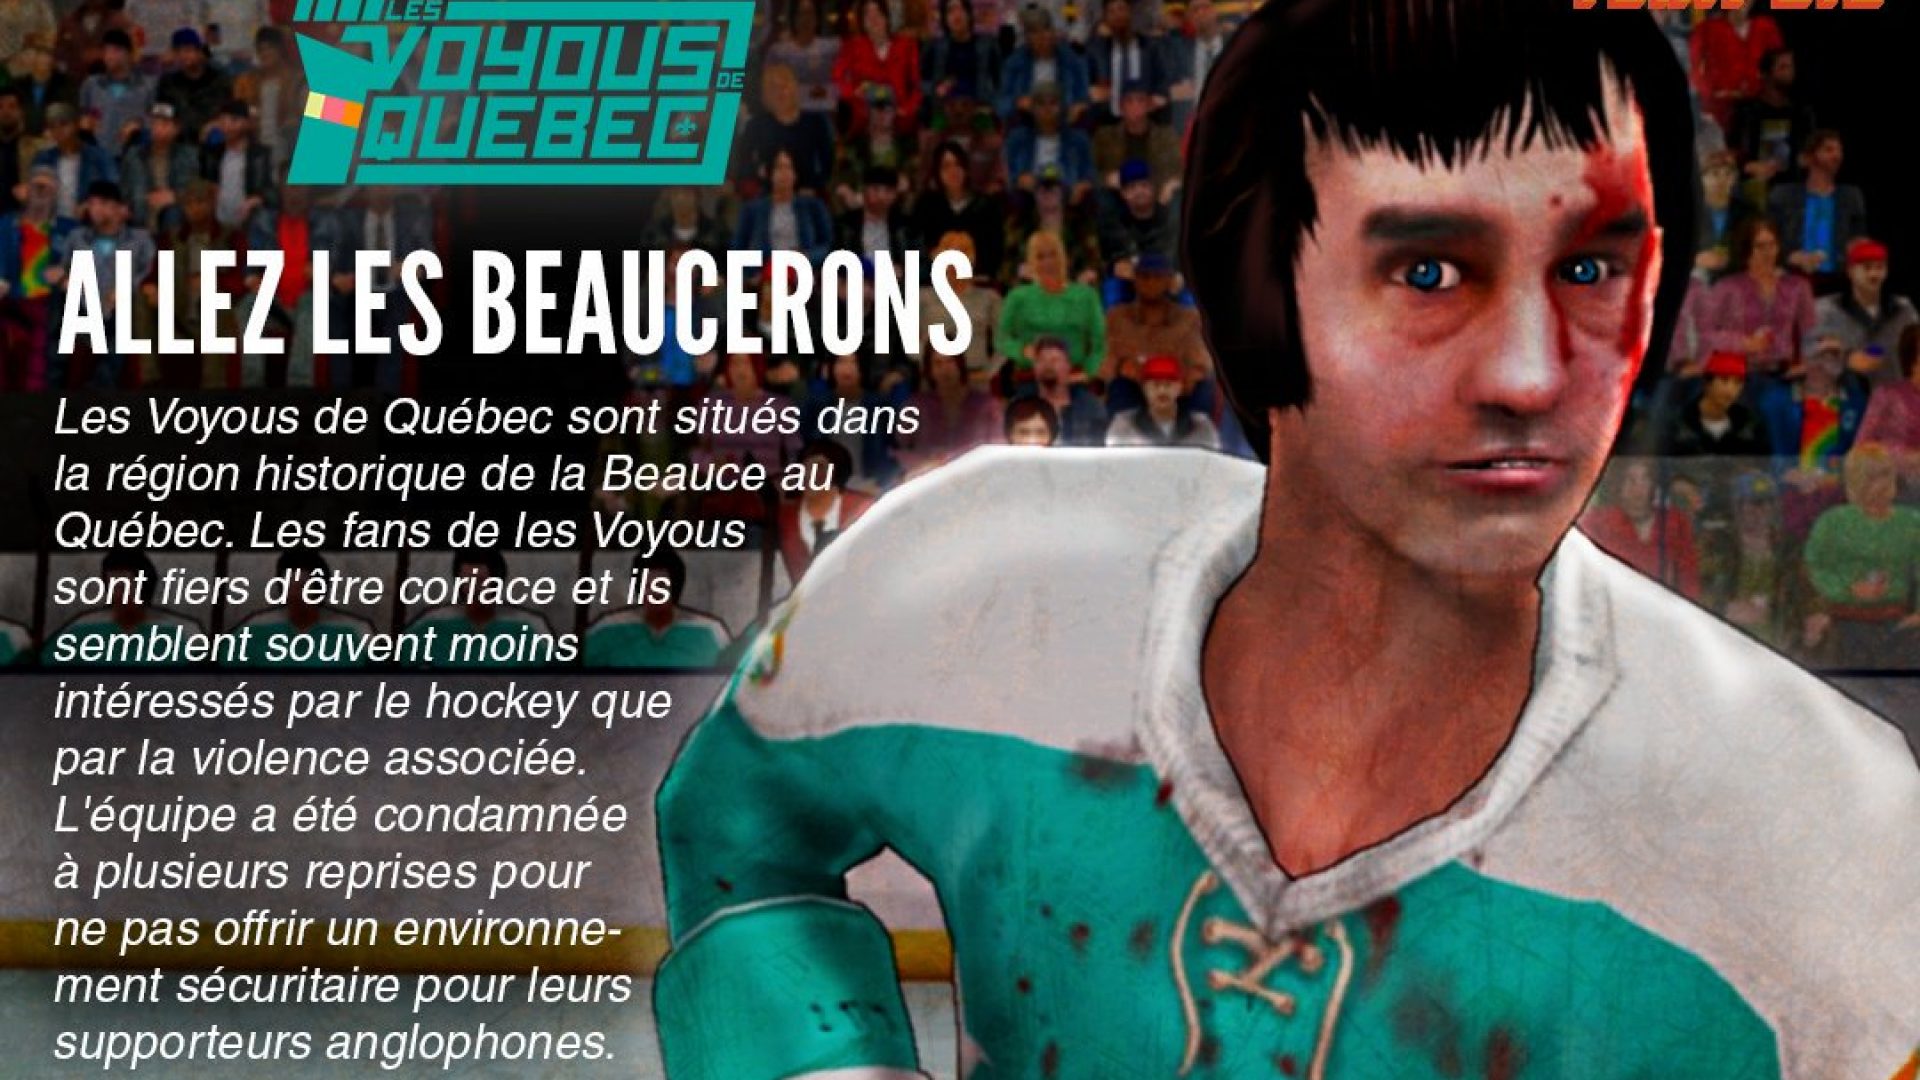 LES
VOYOUS
DE
QUEBEC
ALLEZ LES BEAUCERONS
Les Voyous de Québec sont situés dans
la région historique de la Beauce au
Québec. Les fans de les Voyous
sont fiers d'être coriace et ils
semblent souvent moins
intéressés par le hockey que
par la violence associée.
L'équipe a été condamnée
à plusieurs reprises pour
ne pas offrir un environne-
ment sécuritaire pour leurs
supporteurs anglophones.